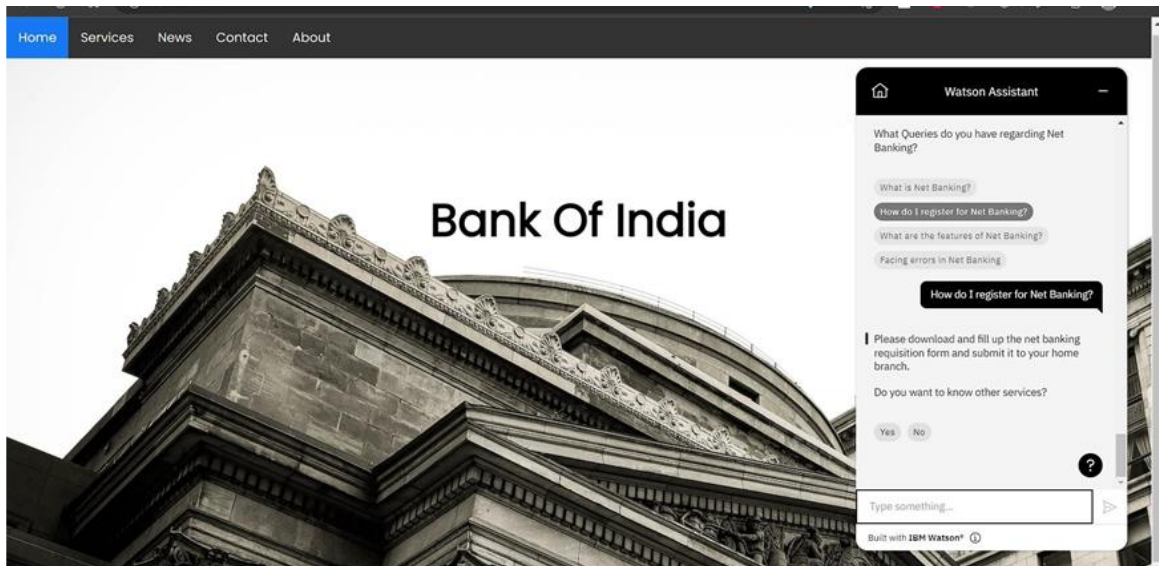 Home Services News Contact About
Bank Of India
Watson Assistant
What Queries do you have regarding Net
Banking?
What is Net Banking?
How do I register for Net Banking?
What are the features of Net Banking?
Facing errors in Net Banking
How do I register for Net Banking?
Please download and fill up the net banking
requisition form and submit it to your home
branch.
Do you want to know other services?
Yes No
?
Type something...
Built with IBM Watson®